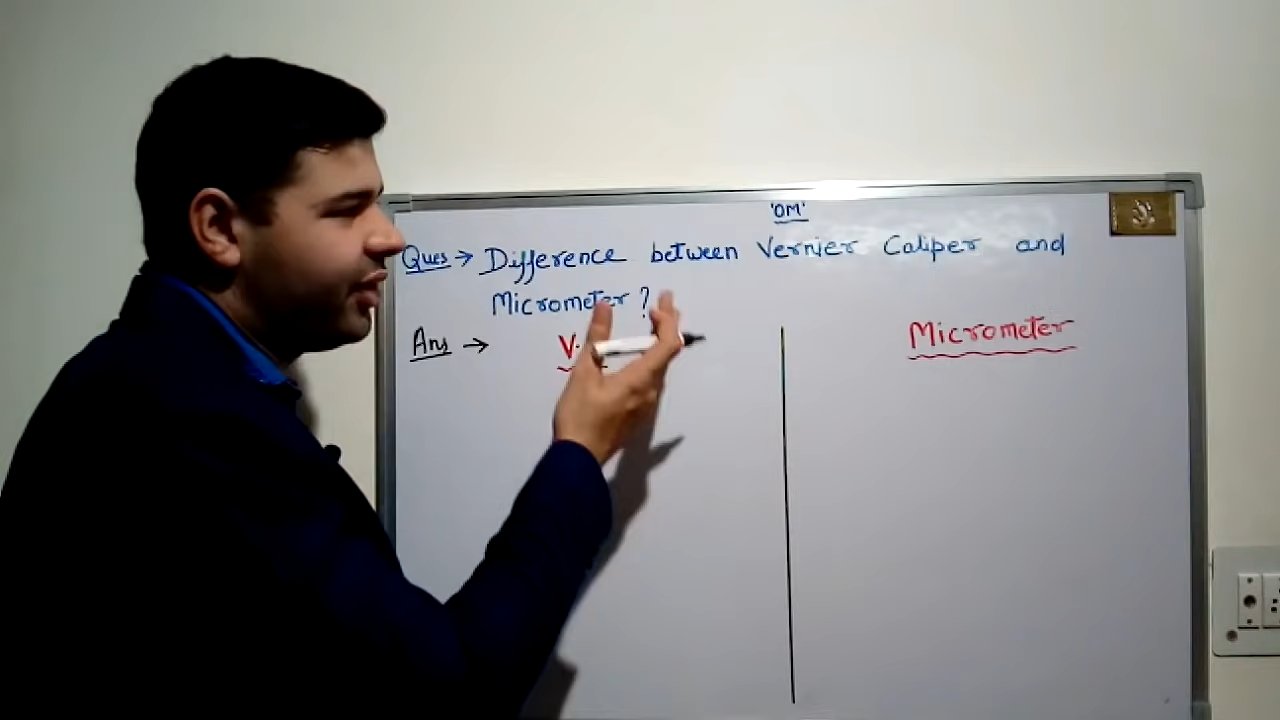 'OM'
Ques → Difference between Vernier Caliper and
Micrometer ?
Ans →
V.
Micrometer